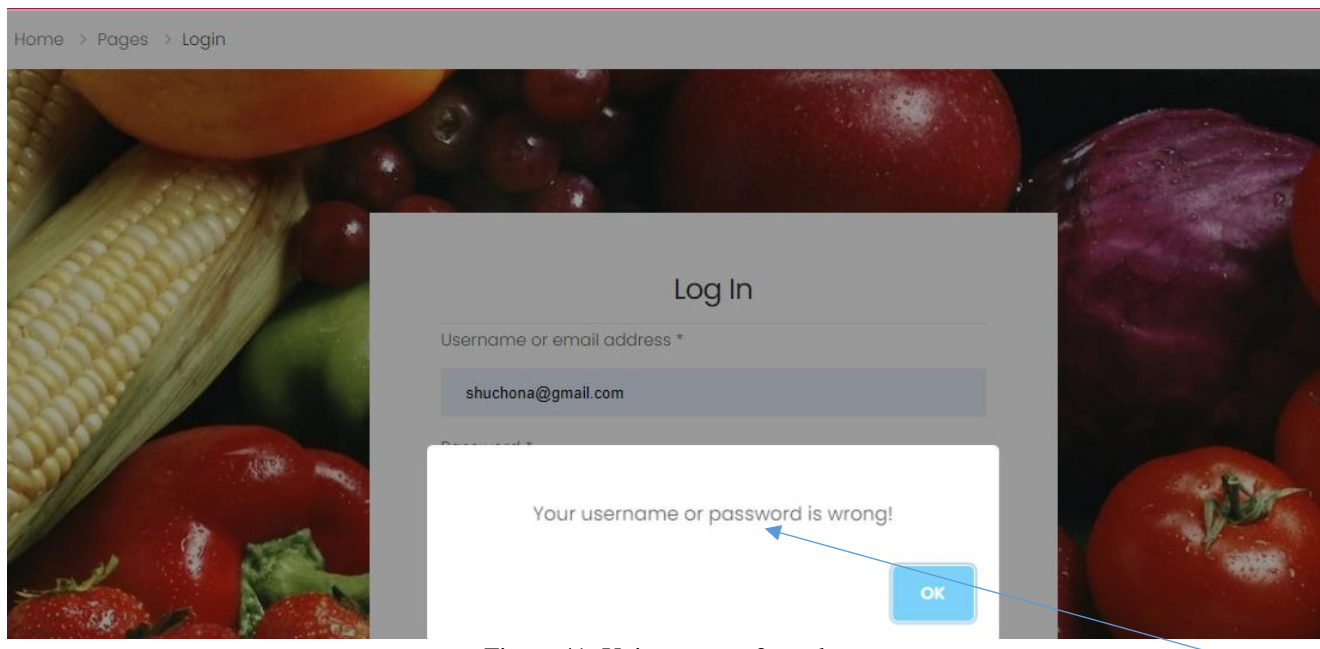 Home > Pages > Login
Log In
Username or email address *
shuchona@gmail.com
Password *
Your username or password is wrong!
OK